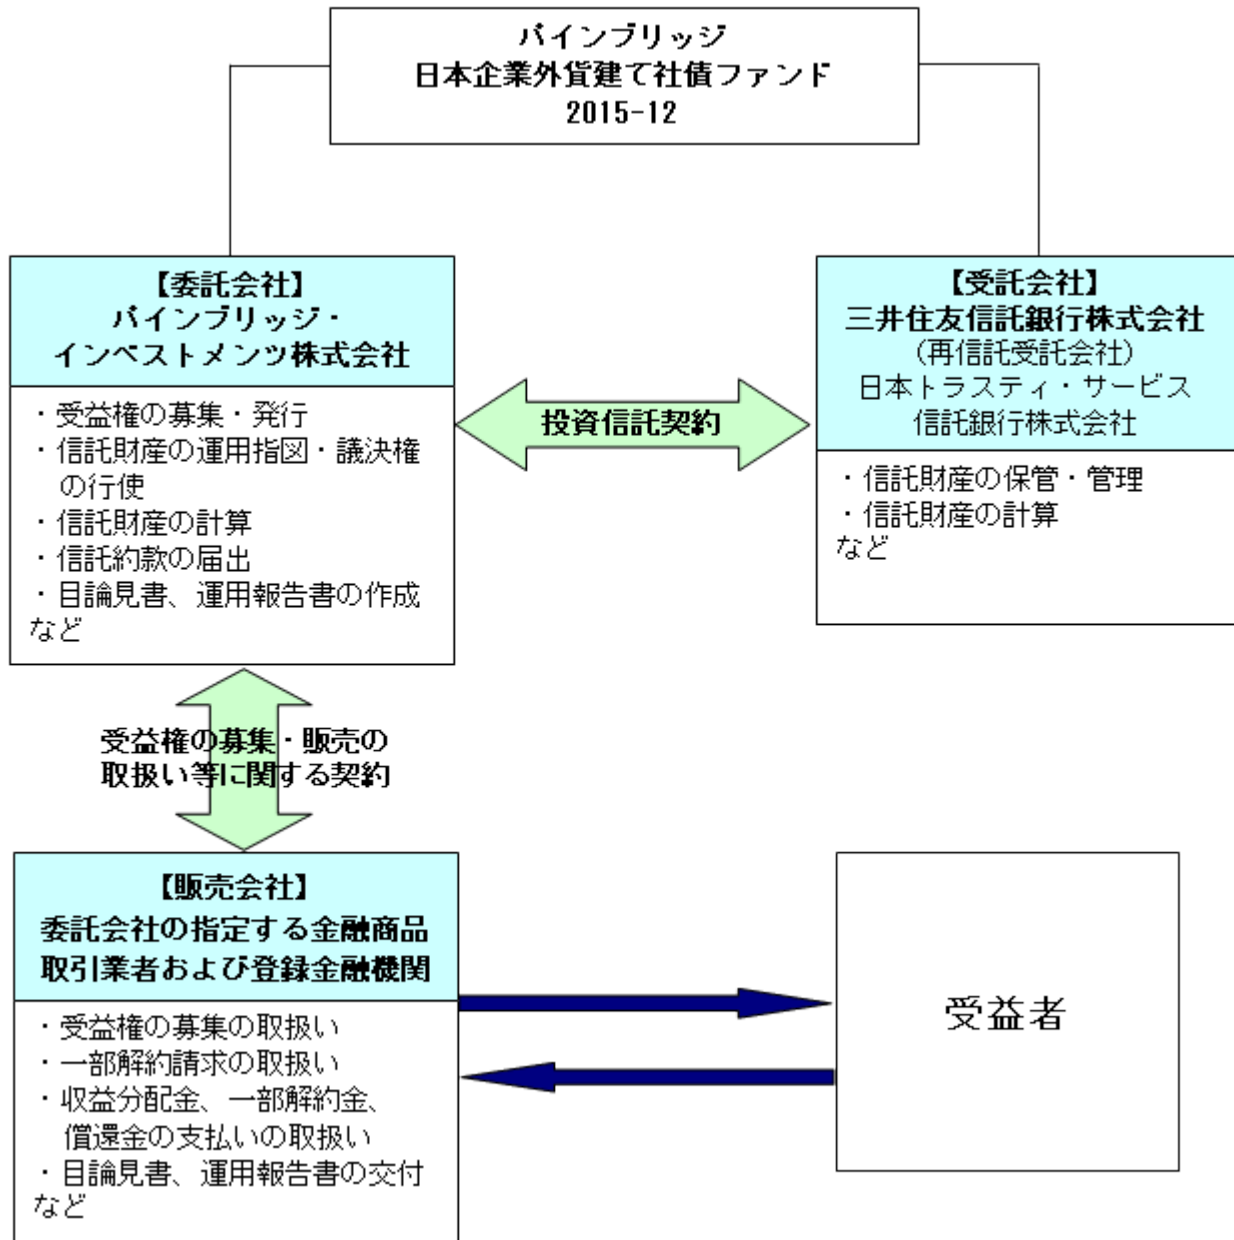 パインブリッジ
日本企業外貨建て社債ファンド
2015-12
【委託会社】
パインブリッジ・
インベストメンツ株式会社
・受益権の募集・発行
・信託財産の運用指図・議決権
の行使
・信託財産の計算
・信託約款の届出
・目論見書、運用報告書の作成
など
投資信託契約
【受託会社】
三井住友信託銀行株式会社
（再信託受託会社）
日本トラスティ・サービス
信託銀行株式会社
・信託財産の保管・管理
・信託財産の計算
など
受益権の募集・販売の
取扱い等に関する契約
【販売会社】
委託会社の指定する金融商品
取引業者および登録金融機関
・受益権の募集の取扱い
・一部解約請求の取扱い
・収益分配金、一部解約金、
償還金の支払いの取扱い
・目論見書、運用報告書の交付
など
受益者